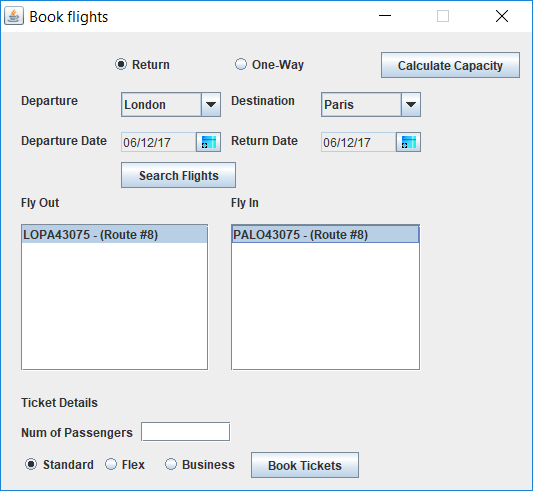 Book flights
Return One-Way Calculate Capacity
Departure London Destination Paris
Departure Date 06/12/17 Return Date 06/12/17
Search Flights
Fly Out Fly In
LOPA43075 - (Route #8) PALO43075 - (Route #8)
Ticket Details
Num of Passengers
Standard Flex Business Book Tickets